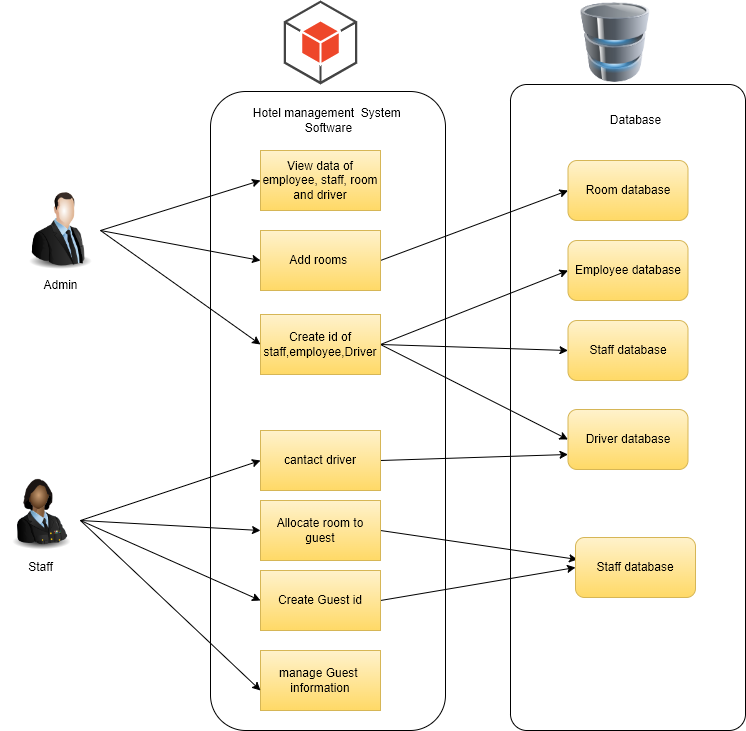 Hotel management System
Software
Database
View data of
employee, staff, room
and driver
Room database
Add rooms
Employee database
Admin
Create id of
staff,employee,Driver
Staff database
Driver database
cantact driver
Allocate room to
guest
Staff
Staff database
Create Guest id
manage Guest
information